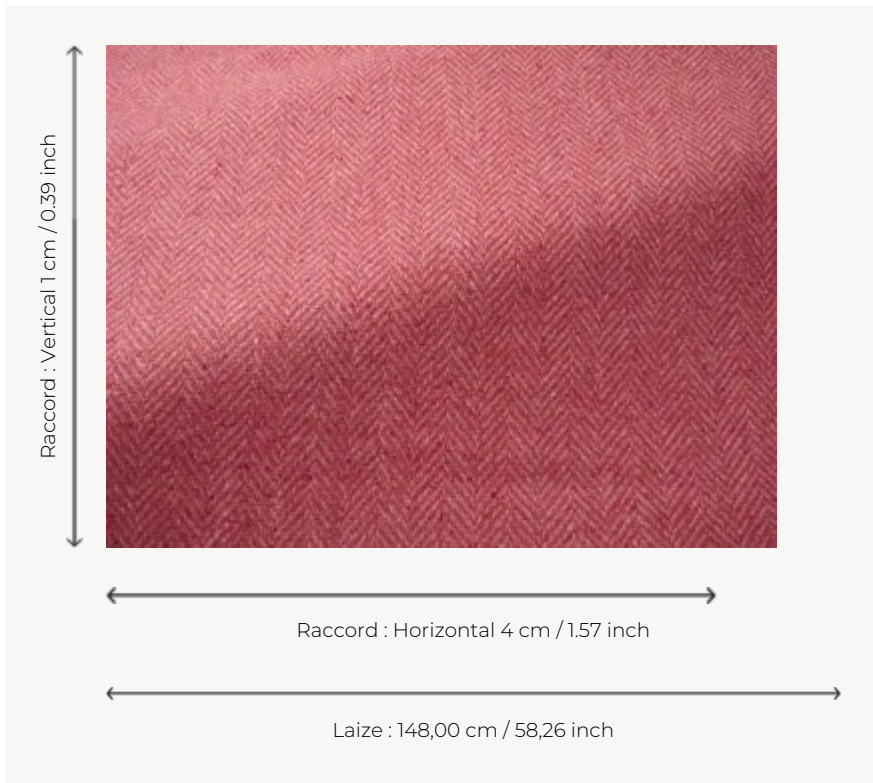 Raccord : Vertical 1 cm / 0.39 inch
Raccord : Horizontal 4 cm / 1.57 inch
Laize : 148,00 cm / 58,26 inch